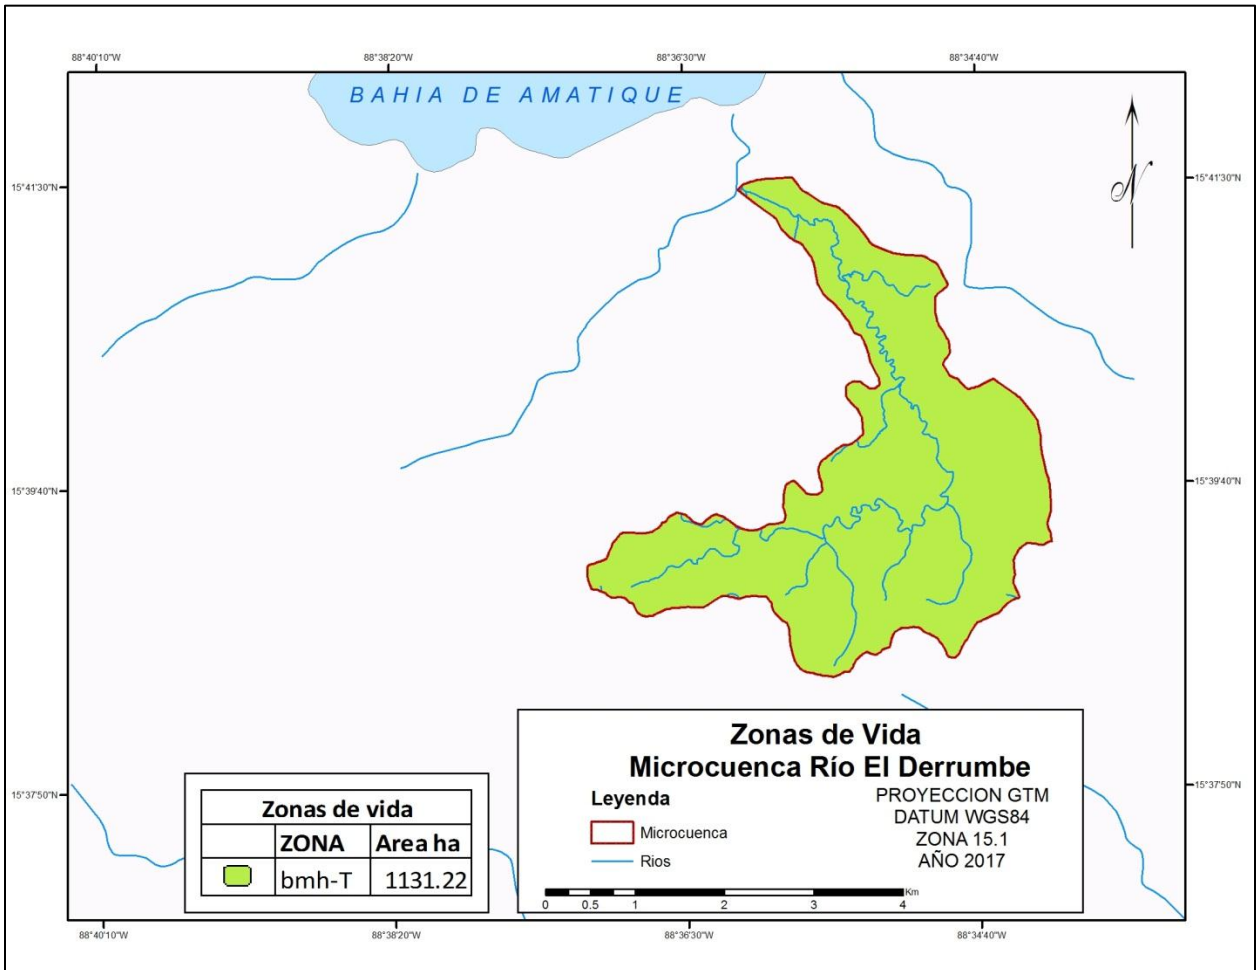 88°40'10"W 88°38'20"W 88°36'30"W 88°34'40"W
BAHIA DE AMATIQUE
N
15°41'30"N 15°41'30"N
15°39'40"N 15°39'40"N
15°37'50"N 15°37'50"N
Zonas de Vida
Microcuenca Río El Derrumbe
Leyenda
Microcuenca
Rios
PROYECCION GTM
DATUM WGS84
ZONA 15.1
AÑO 2017
Km
0 0.5 1 2 3 4
Zonas de vida
ZONA Area ha
bmh-T 1131.22
88°40'10"W 88°38'20"W 88°36'30"W 88°34'40"W